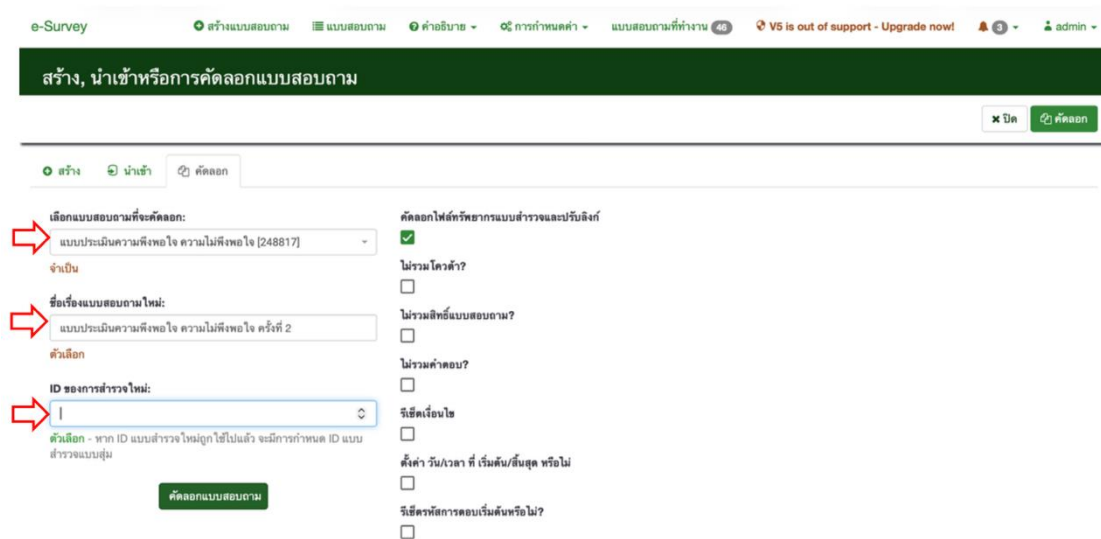 e-Survey สร้างแบบสอบถาม แบบสอบถาม คำอธิบาย การกำหนดค่า แบบสอบถามที่ทำงาน 46 V5 is out of support - Upgrade now! 3 admin
สร้าง, นำเข้าหรือการคัดลอกแบบสอบถาม
ปิด คัดลอก
สร้าง นำเข้า คัดลอก
เลือกแบบสอบถามที่จะคัดลอก:
แบบประเมินความพึงพอใจ ความไม่พึงพอใจ [248817]
จำเป็น
ชื่อเรื่องแบบสอบถามใหม่:
แบบประเมินความพึงพอใจ ความไม่พึงพอใจ ครั้งที่ 2
ตัวเลือก
ID ของการสำรวจใหม่:
ตัวเลือก - หาก ID แบบสำรวจใหม่ถูกใช้ไปแล้ว จะมีการกำหนด ID แบบ
สำรวจแบบสุ่ม
คัดลอกแบบสอบถาม
คัดลอกไฟล์ทรัพยากรแบบสำรวจและปรับลิงก์
ไม่รวมโควต้า?
ไม่รวมสิทธิ์แบบสอบถาม?
ไม่รวมคำตอบ?
รีเซ็ตเงื่อนไข
ตั้งค่า วัน/เวลา ที่ เริ่มต้น/สิ้นสุด หรือไม่
รีเซ็ตรหัสการตอบเริ่มต้นหรือไม่?